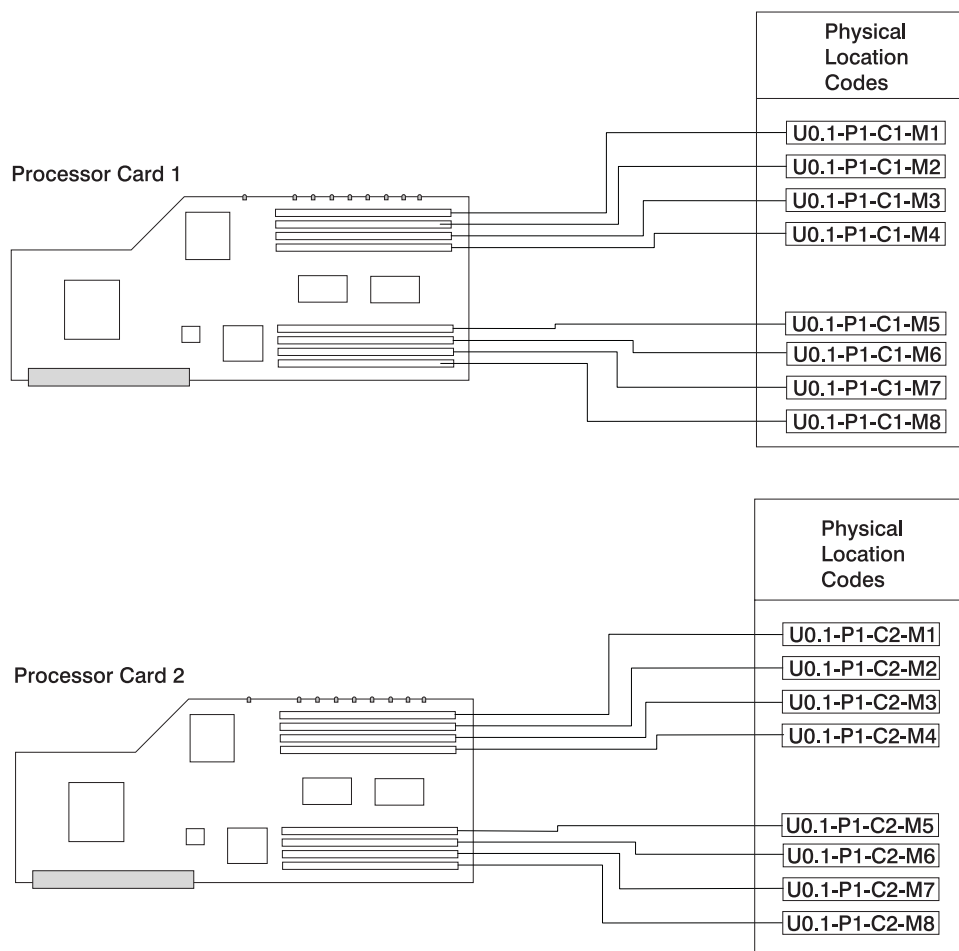 Physical
Location
Codes
U0.1-P1-C1-M1
U0.1-P1-C1-M2
Processor Card 1
U0.1-P1-C1-M3
U0.1-P1-C1-M4
U0.1-P1-C1-M5
U0.1-P1-C1-M6
U0.1-P1-C1-M7
U0.1-P1-C1-M8
Physical
Location
Codes
U0.1-P1-C2-M1
U0.1-P1-C2-M2
Processor Card 2
U0.1-P1-C2-M3
U0.1-P1-C2-M4
U0.1-P1-C2-M5
U0.1-P1-C2-M6
U0.1-P1-C2-M7
U0.1-P1-C2-M8